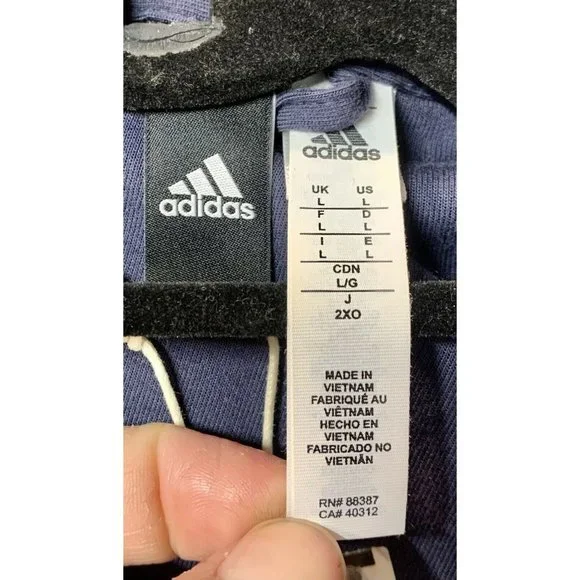 adidas
adidas
UK US
L L
F D
L L
I E
L L
CDN
L/G
J
2XO
MADE IN
VIETNAM
FABRIQUÉ AU
VIÊTNAM
HECHO EN
VIETNAM
FABRICADO NO
VIETNÃN
RN# 88387
CA# 40312